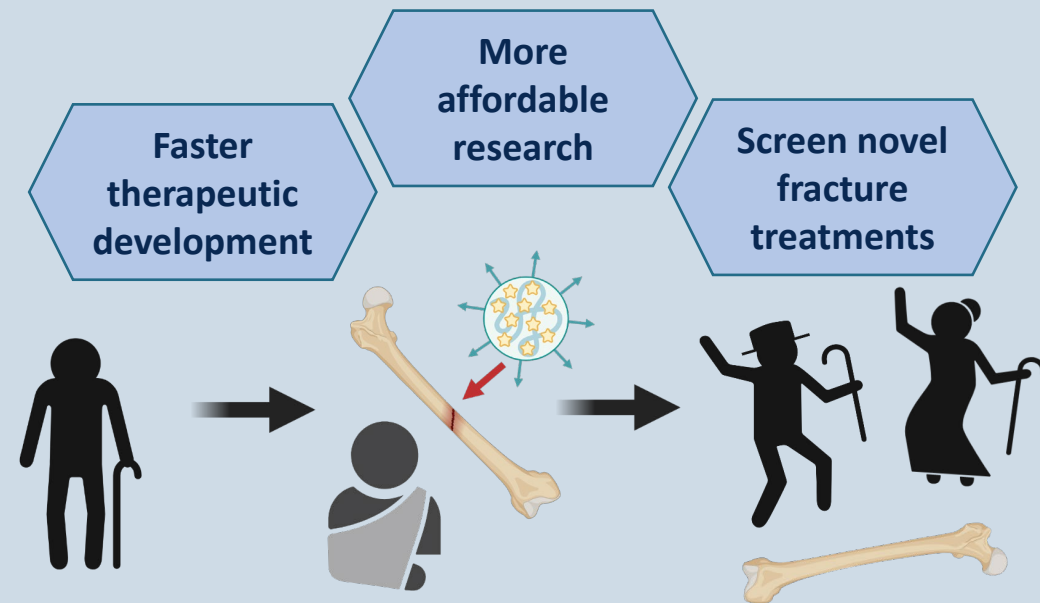 Faster
therapeutic
development
More
affordable
research
Screen novel
fracture
treatments